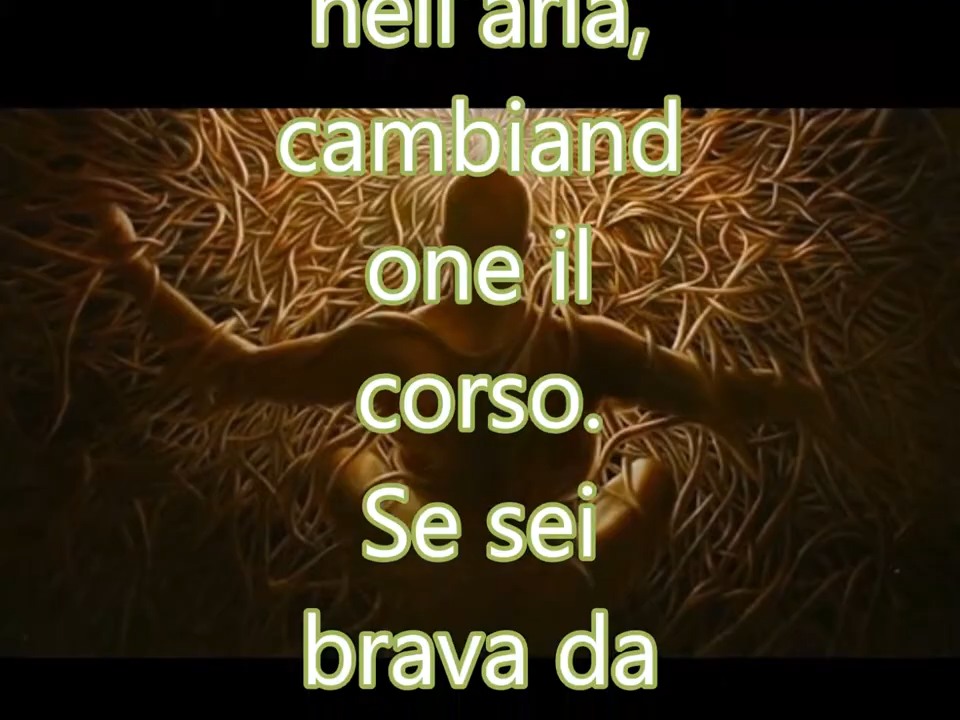 nell'aria,
cambiand
one il
corso.
Se sei
brava da